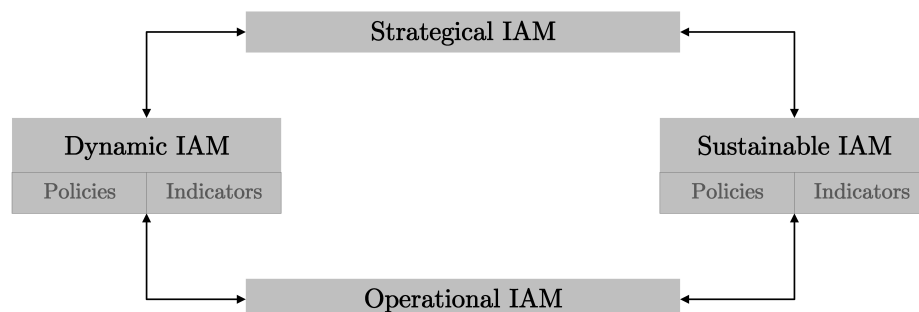 Strategical IAM
Dynamic IAM
Sustainable IAM
Policies
Indicators
Policies
Indicators
Operational IAM